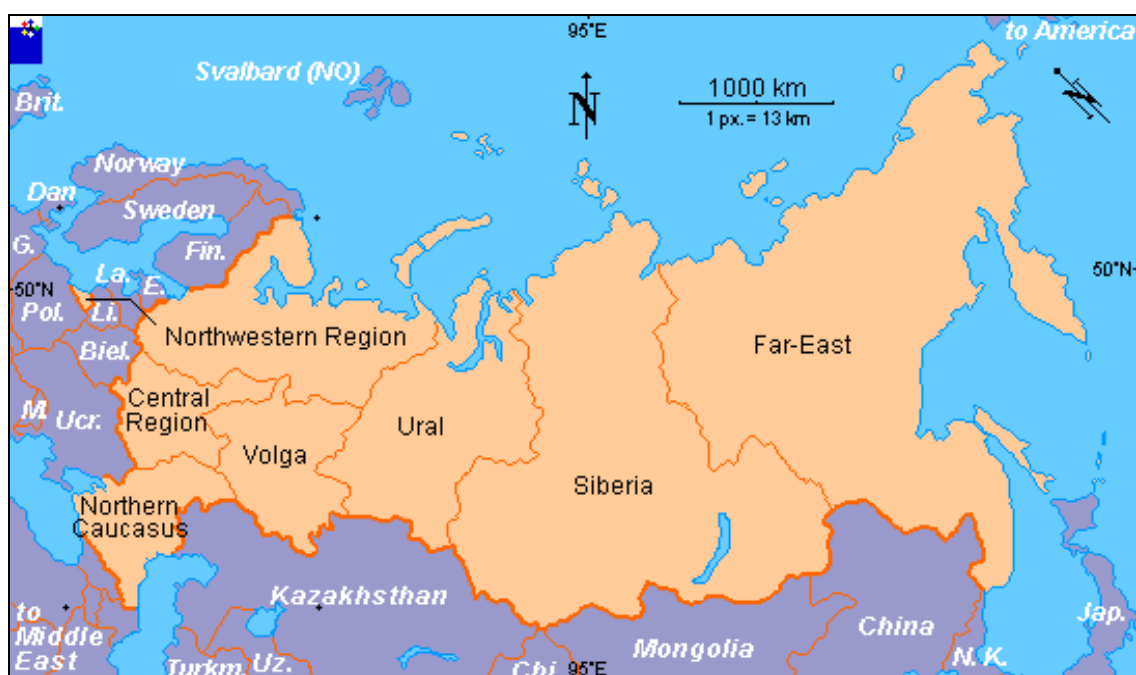 95°E
to America
Svalbard (NO)
Brit.
N
1000 km
1 px. = 13 km
Norway
Dan
Sweden
G.
Fin.
La.
E.
50°N
50°N
Pol.
Li.
Northwestern Region
Biel.
Far-East
Central
Region
M.
Ucr.
Ural
Volga
Siberia
Northern
Caucasus
Kazakhsthan
to
Middle
East
Turkm.
Uz.
Chi
95°E
Mongolia
China
N. K.
Jap.